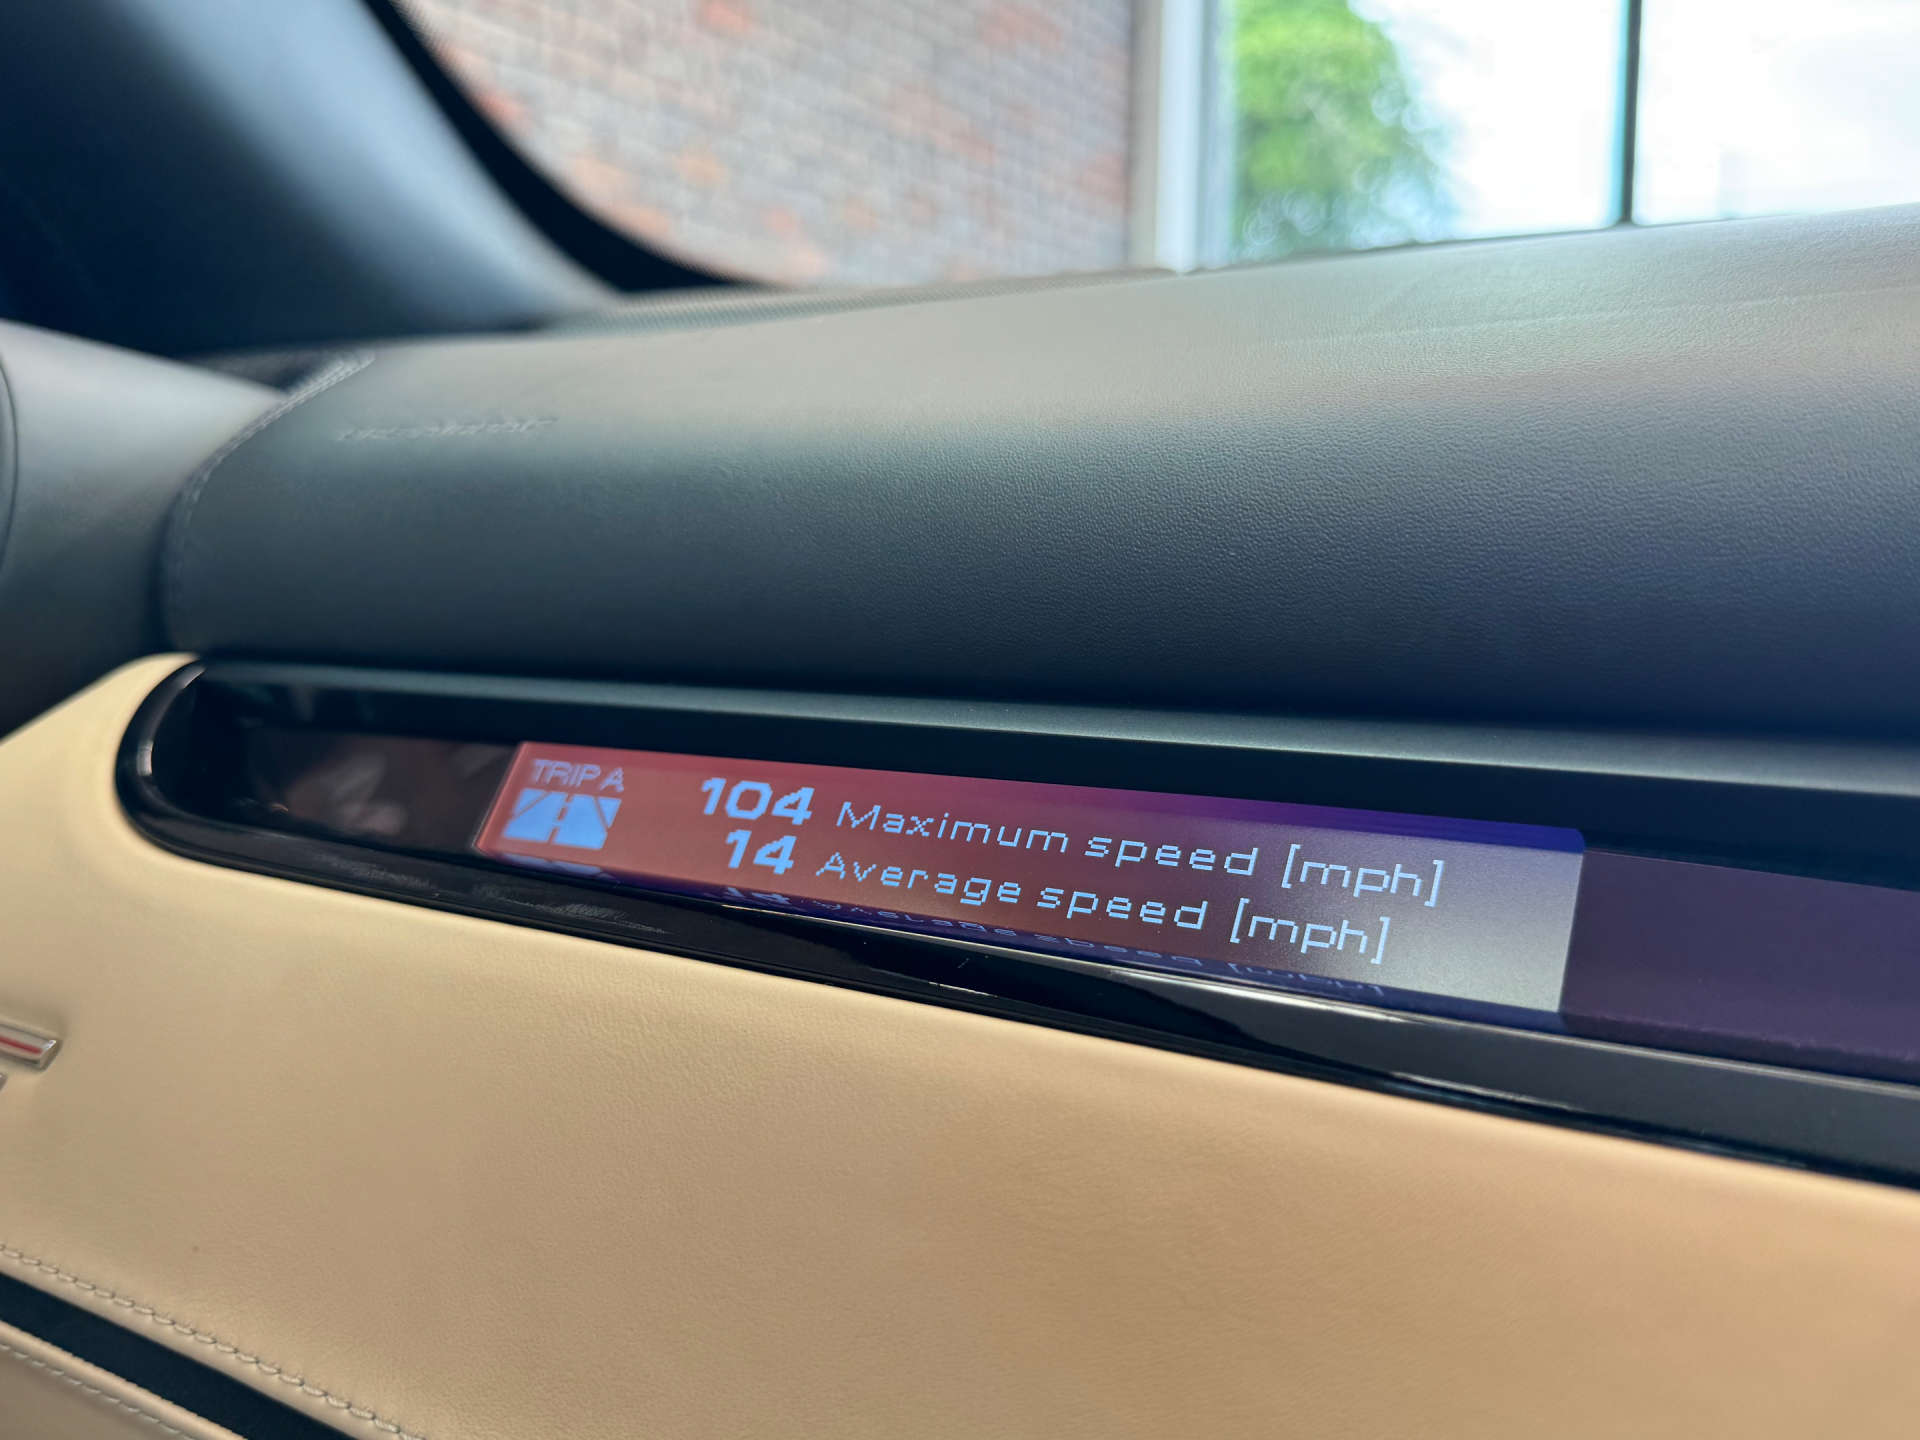 TRIP A
104 Maximum speed [mph]
14 Average speed [mph]